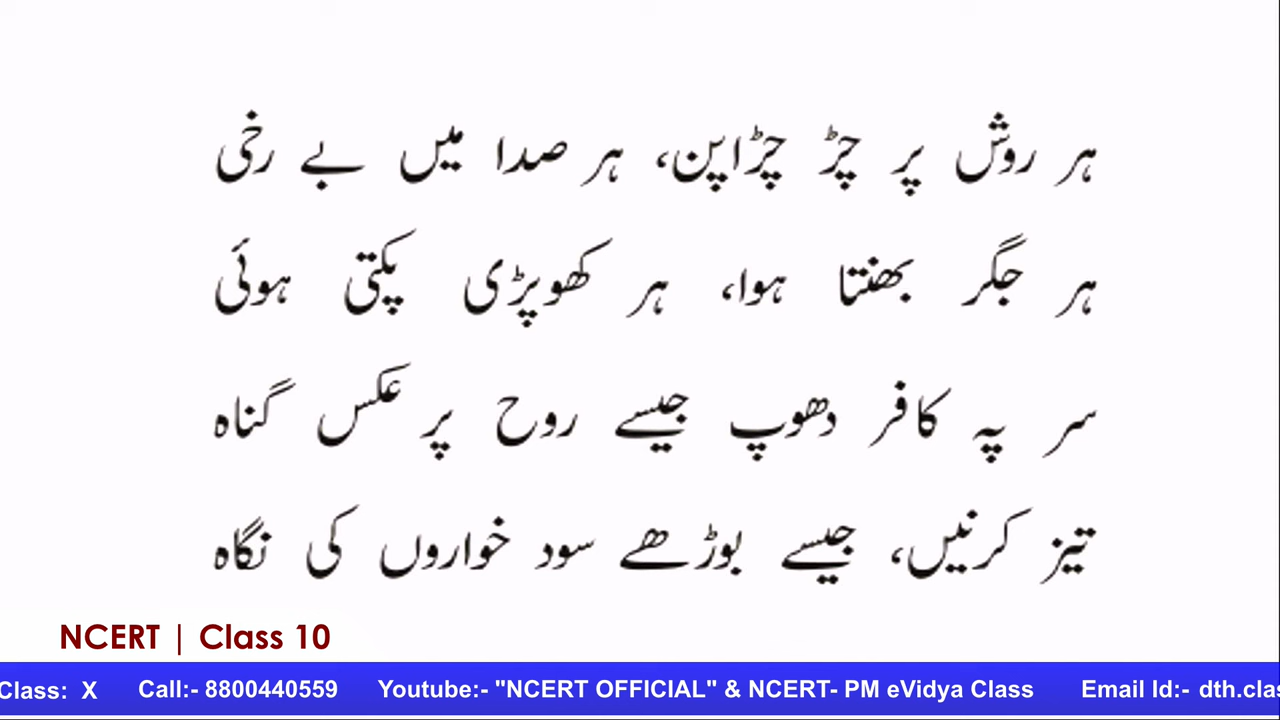 ہر روش پر چڑ چڑاپن، ہر صدا میں بے رخی
ہر جگر بھنتا ہوا، ہر کھوپڑی پکتی ہوئی
سر پہ کافر دھوپ جیسے روح پر عکس گناہ
تیز کرنیں، جیسے بوڑھے سود خواروں کی نگاہ
NCERT | Class 10
Class: X Call:- 8800440559 Youtube:- "NCERT OFFICIAL" & NCERT- PM eVidya Class Email Id:- dth.clas